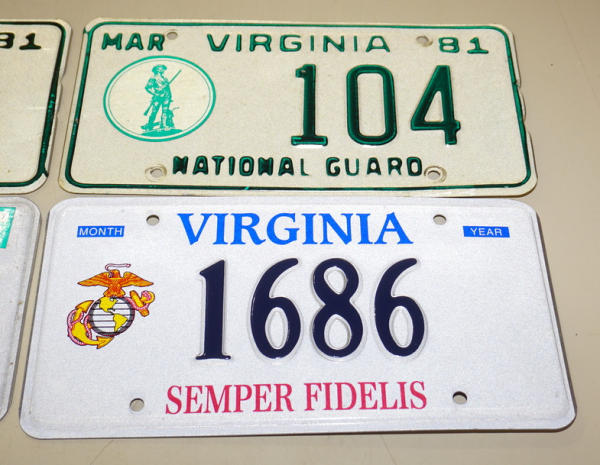 81
MAR VIRGINIA 81
104
NATIONAL GUARD
MONTH VIRGINIA YEAR
1686
SEMPER FIDELIS